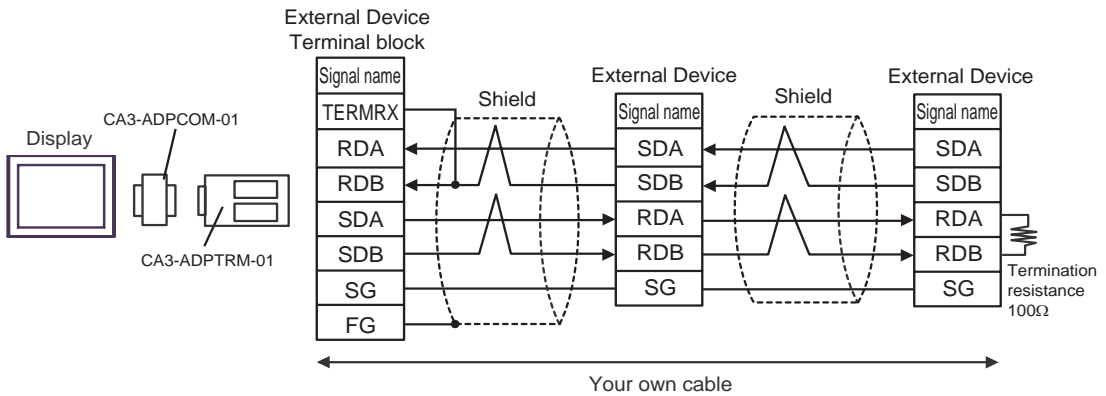 External Device
Terminal block
Signal name
TERMRX
RDA
RDB
SDA
SDB
SG
FG
Display
CA3-ADPCOM-01
CA3-ADPTRM-01
Shield
External Device
Signal name
SDA
SDB
RDA
RDB
SG
Shield
External Device
Signal name
SDA
SDB
RDA
RDB
SG
Termination
resistance
100Ω
Your own cable